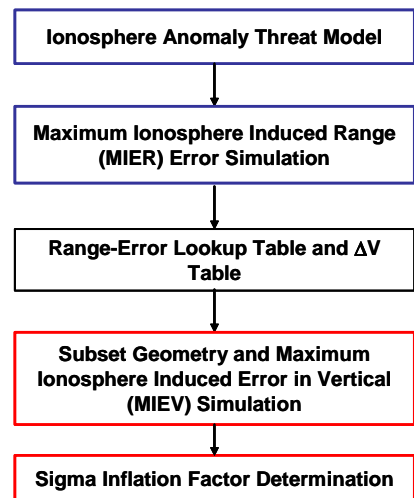 Ionosphere Anomaly Threat Model
Maximum Ionosphere Induced Range
(MIER) Error Simulation
Range-Error Lookup Table and ΔV
Table
Subset Geometry and Maximum
Ionosphere Induced Error in Vertical
(MIEV) Simulation
Sigma Inflation Factor Determination